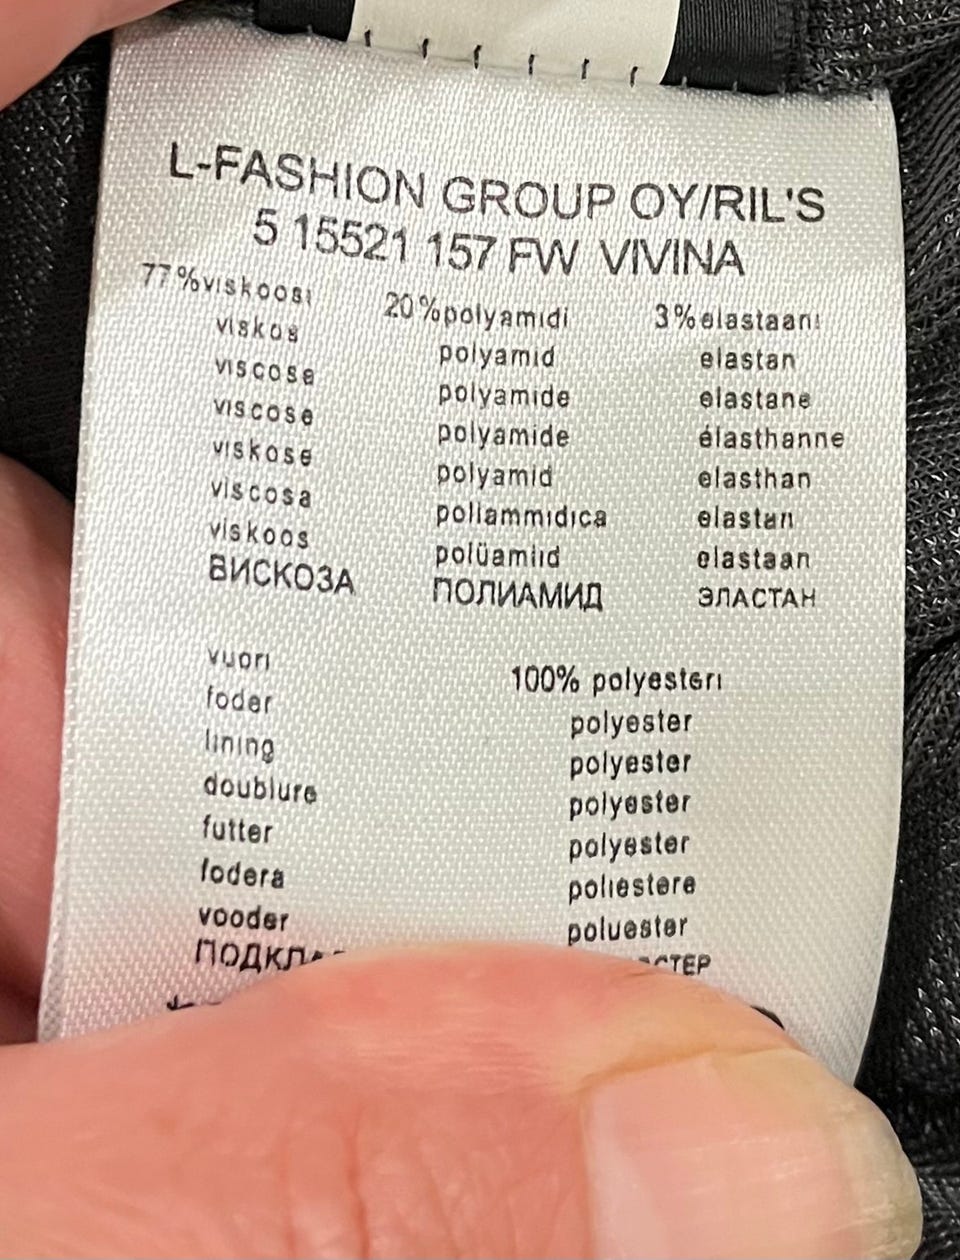 L-FASHION GROUP OY/RIL'S
5 15521 157 FW VIVINA
77%viskoosi 20%polyamidi 3%elastaani
viskos polyamid elastan
viscose polyamide elastane
viscose polyamide élasthanne
viskose polyamid elasthan
viscosa poliammidica elastan
viskoos polüamiid elastaan
ВИСКОЗА ПОЛИАМИД ЭЛАСТАН
vuori 100% polyesteri
foder polyester
lining polyester
doublure polyester
futter polyester
fodera poliestere
vooder poluester